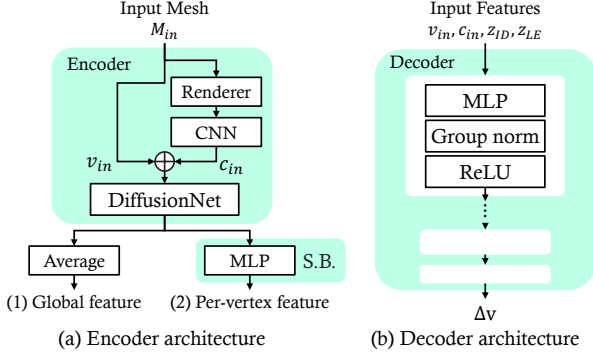 Input Mesh
M_in
Encoder
Renderer
CNN
v_in
c_in
DiffusionNet
Average
MLP
S.B.
(1) Global feature
(2) Per-vertex feature
(a) Encoder architecture
Input Features
v_in, c_in, z_ID, z_LE
Decoder
MLP
Group norm
ReLU
Δv
(b) Decoder architecture